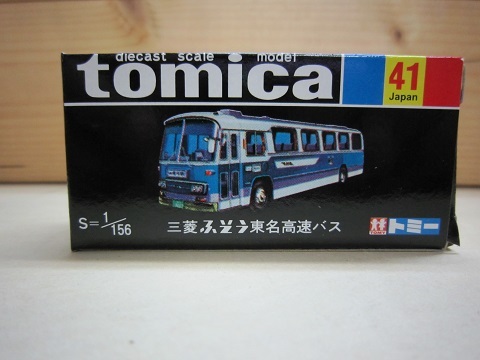 diecast scale model
tomica
41
Japan
S=1/156
三菱ふそう東名高速バス
TOMY
トミー